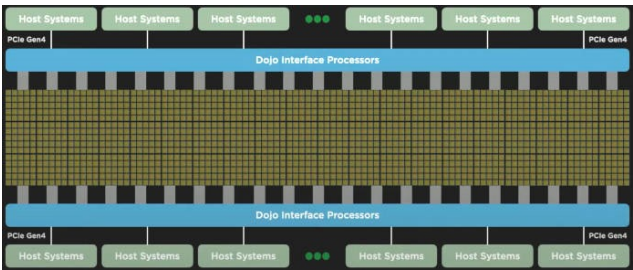 Host Systems Host Systems Host Systems Host Systems Host Systems Host Systems
PCIe Gen4 PCIe Gen4
Dojo Interface Processors
Dojo Interface Processors
PCIe Gen4 PCIe Gen4
Host Systems Host Systems Host Systems Host Systems Host Systems Host Systems